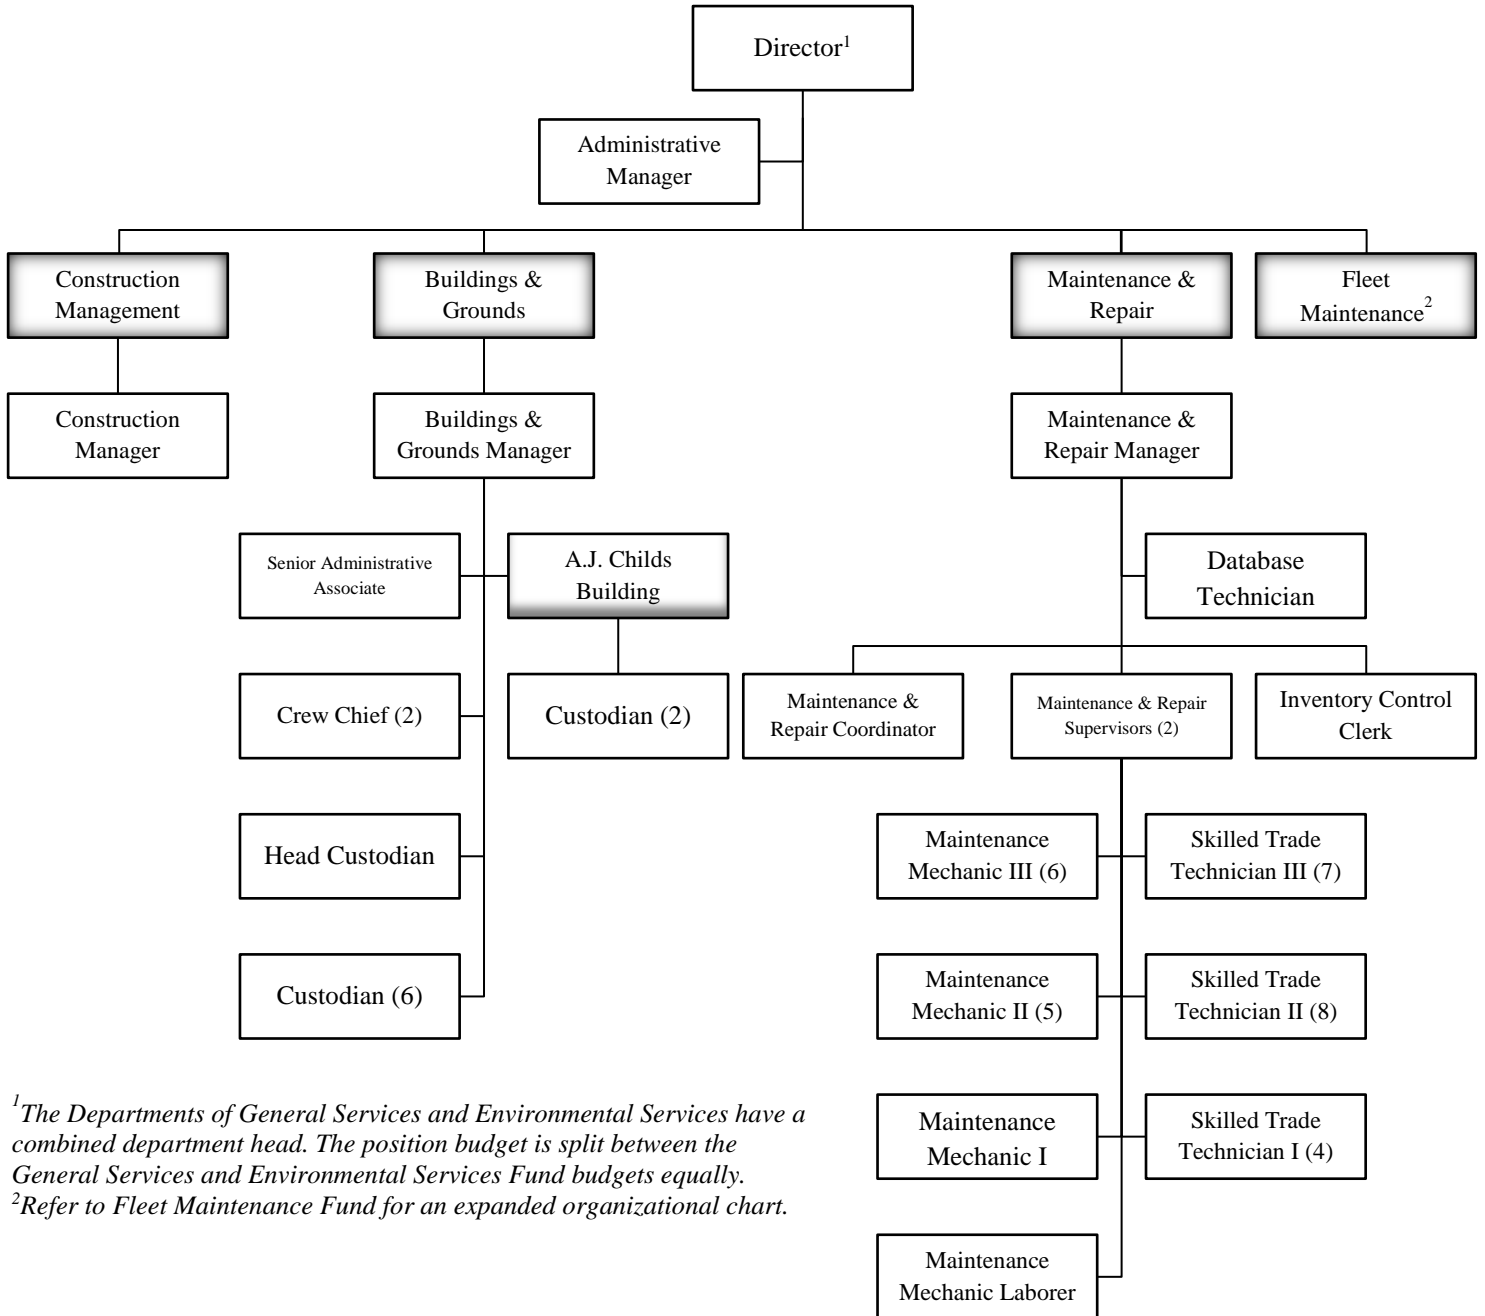 Director¹
Administrative
Manager
Construction
Management
Buildings &
Grounds
Maintenance &
Repair
Fleet
Maintenance²
Construction
Manager
Buildings &
Grounds Manager
Maintenance &
Repair Manager
Senior Administrative
Associate
A.J. Childs
Building
Database
Technician
Crew Chief (2)
Custodian (2)
Maintenance &
Repair Coordinator
Maintenance & Repair
Supervisors (2)
Inventory Control
Clerk
Head Custodian
Maintenance
Mechanic III (6)
Skilled Trade
Technician III (7)
Custodian (6)
Maintenance
Mechanic II (5)
Skilled Trade
Technician II (8)
Maintenance
Mechanic I
Skilled Trade
Technician I (4)
Maintenance
Mechanic Laborer
¹The Departments of General Services and Environmental Services have a
combined department head. The position budget is split between the
General Services and Environmental Services Fund budgets equally.
²Refer to Fleet Maintenance Fund for an expanded organizational chart.